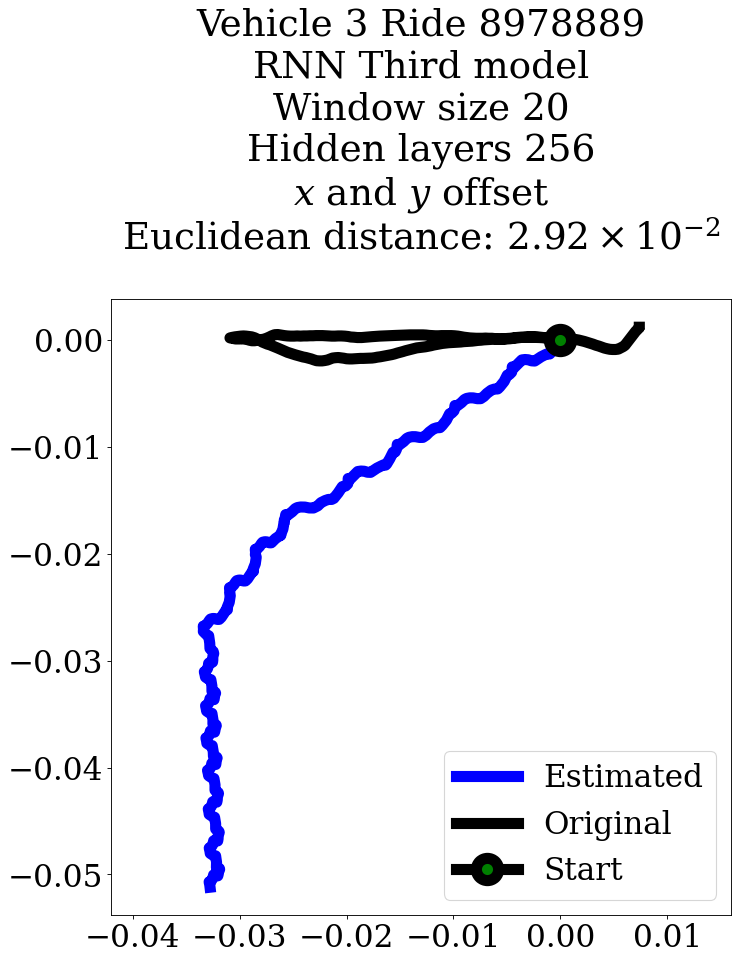 Vehicle 3 Ride 8978889
RNN Third model
Window size 20
Hidden layers 256
x and y offset
Euclidean distance: 2.92 × 10⁻²
0.00
−0.01
−0.02
−0.03
−0.04
−0.05
Estimated
Original
Start
−0.04 −0.03 −0.02 −0.01 0.00 0.01